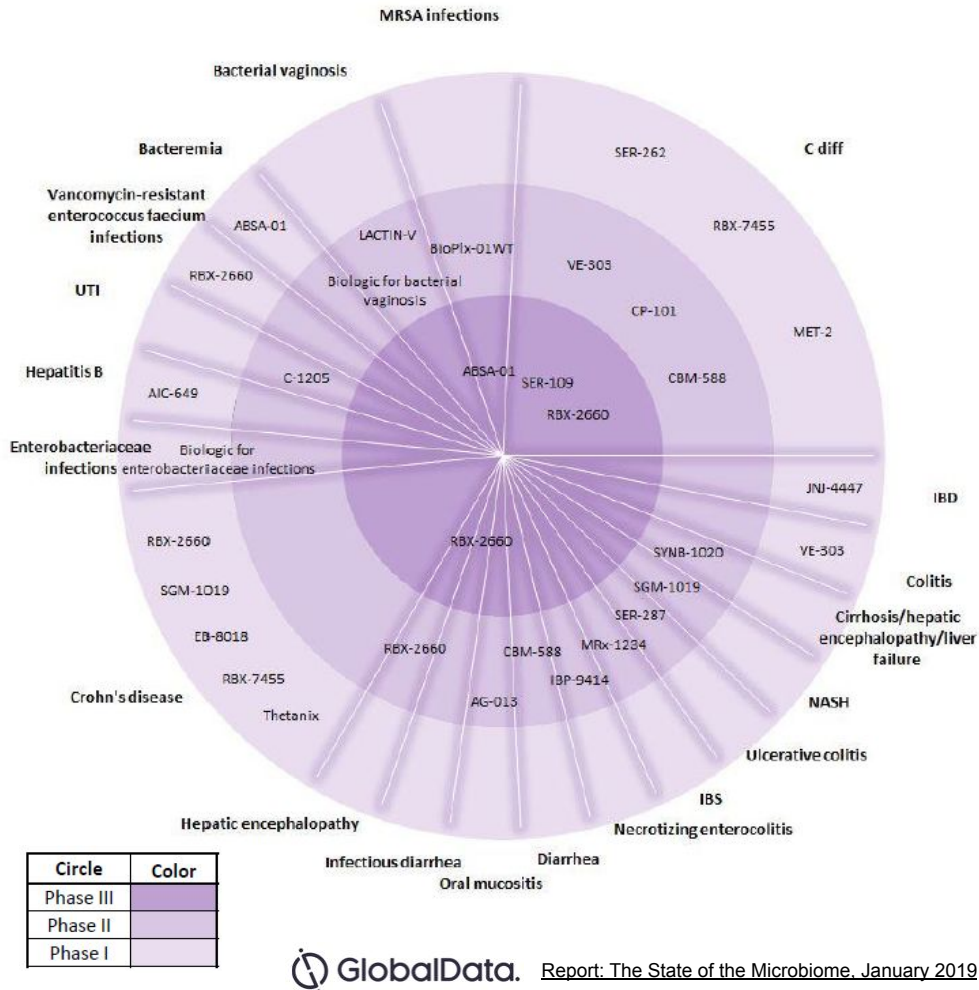 MRSA infections
Bacterial vaginosis
Bacteremia
Vancomycin-resistant
enterococcus faecium
infections
UTI
Hepatitis B
Enterobacteriaceae
infections
C diff
IBD
Colitis
Cirrhosis/hepatic
encephalopathy/liver
failure
NASH
Ulcerative colitis
IBS
Necrotizing enterocolitis
Diarrhea
Oral mucositis
Infectious diarrhea
Hepatic encephalopathy
Crohn's disease
SER-262
RBX-7455
MET-2
VE-303
CP-101
CBM-588
SER-109
RBX-2660
ABSA-01
BioPlx-01WT
LACTIN-V
Biologic for bacterial
vaginosis
ABSA-01
RBX-2660
C-1205
AIC-649
Biologic for
enterobacteriaceae infections
JNJ-4447
VE-303
SYNB-1020
SGM-1019
SER-287
MRx-1234
IBP-9414
CBM-588
AG-013
RBX-2660
RBX-2660
RBX-2660
SGM-1019
EB-8018
RBX-7455
Thetanix
Circle Color
Phase III
Phase II
Phase I
GlobalData.
Report: The State of the Microbiome, January 2019